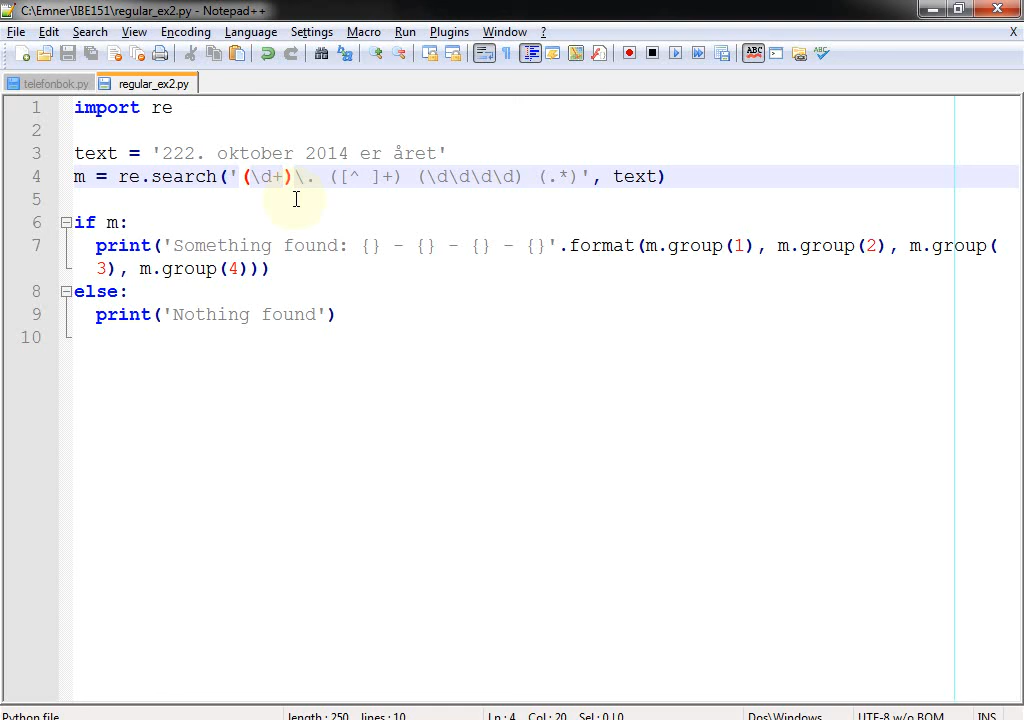 C:\Emner\IBE151\regular_ex2.py - Notepad++
File Edit Search View Encoding Language Settings Macro Run Plugins Window ? X
telefonbok.py regular_ex2.py
1 import re
2
3 text = '222. oktober 2014 er året'
4 m = re.search('(\d+)\. ([^ ]+) (\d\d\d\d) (.*)', text)
5
6 if m:
7 print('Something found: {} - {} - {} - {}'.format(m.group(1), m.group(2), m.group(
3), m.group(4)))
8 else:
9 print('Nothing found')
10
Python file length : 250 lines : 10 Ln : 4 Col : 20 Sel : 0 | 0 Dos\Windows UTF-8 w/o BOM INS